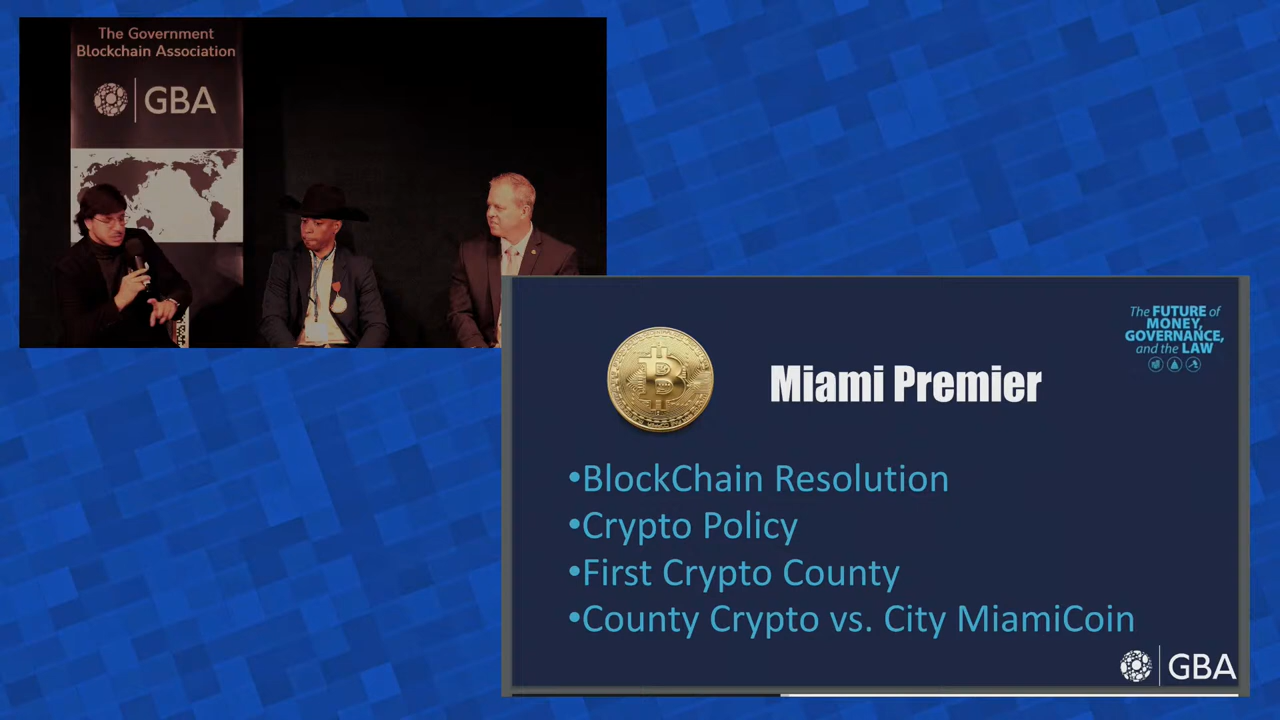 The Government
Blockchain Association
GBA
The FUTURE of
MONEY,
GOVERNANCE,
and the LAW
Miami Premier
•BlockChain Resolution
•Crypto Policy
•First Crypto County
•County Crypto vs. City MiamiCoin
GBA